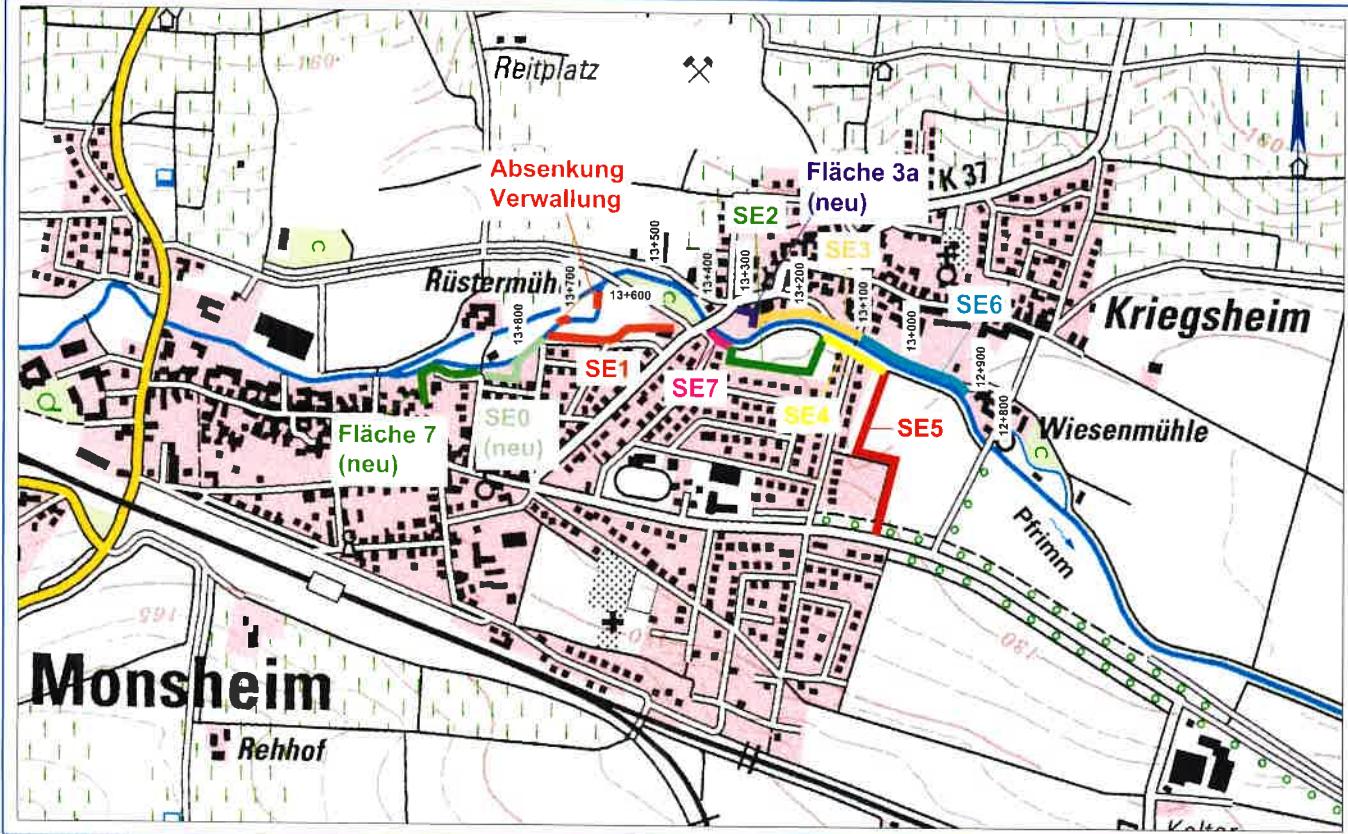 160
Reitplatz
Absenkung
Verwallung
Fläche 3a
(neu)
K 37
160
SE2
SE3
13+500
13+400
13+300
13+200
13+100
13+000
12+900
12+800
Rüstermüh
13+700
13+600
13+800
C
C
SE6
Kriegsheim
SE1
SE7
SE4
SE5
Wiesenmühle
C
d
Fläche 7
(neu)
SE0
(neu)
Pfrimm
165
130
Monsheim
Rehhof